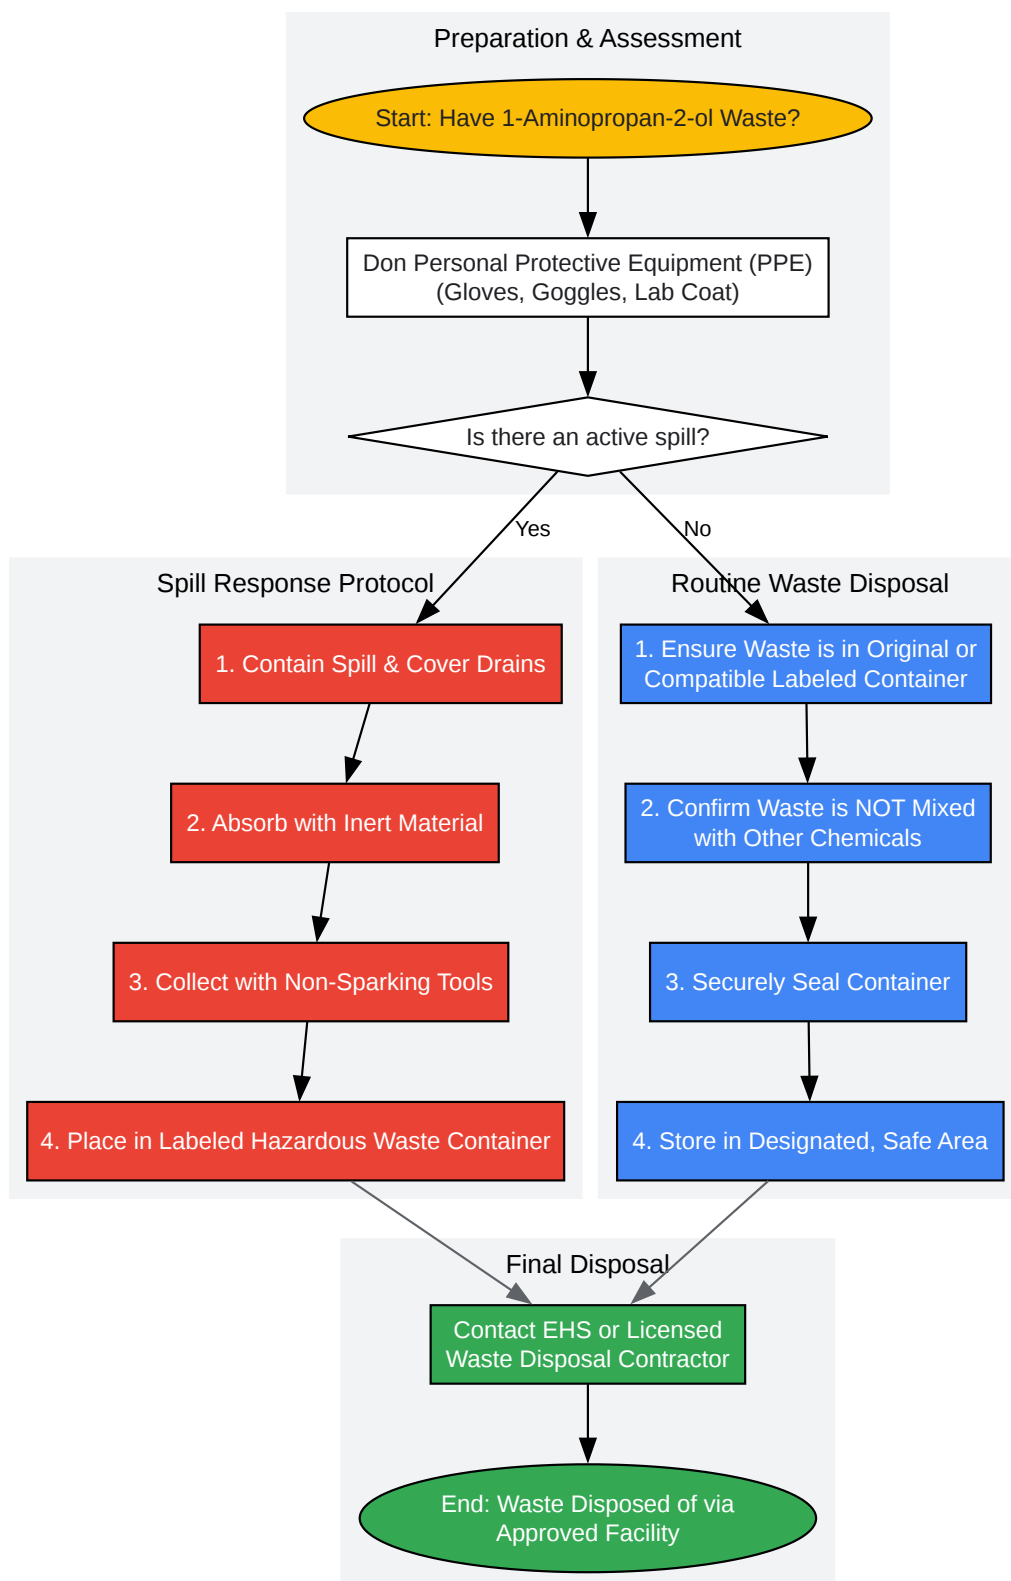 Preparation & Assessment
Start: Have 1-Aminopropan-2-ol Waste?
Don Personal Protective Equipment (PPE)
(Gloves, Goggles, Lab Coat)
Is there an active spill?
Yes
No
Spill Response Protocol
1. Contain Spill & Cover Drains
2. Absorb with Inert Material
3. Collect with Non-Sparking Tools
4. Place in Labeled Hazardous Waste Container
Routine Waste Disposal
1. Ensure Waste is in Original or
Compatible Labeled Container
2. Confirm Waste is NOT Mixed
with Other Chemicals
3. Securely Seal Container
4. Store in Designated, Safe Area
Final Disposal
Contact EHS or Licensed
Waste Disposal Contractor
End: Waste Disposed of via
Approved Facility